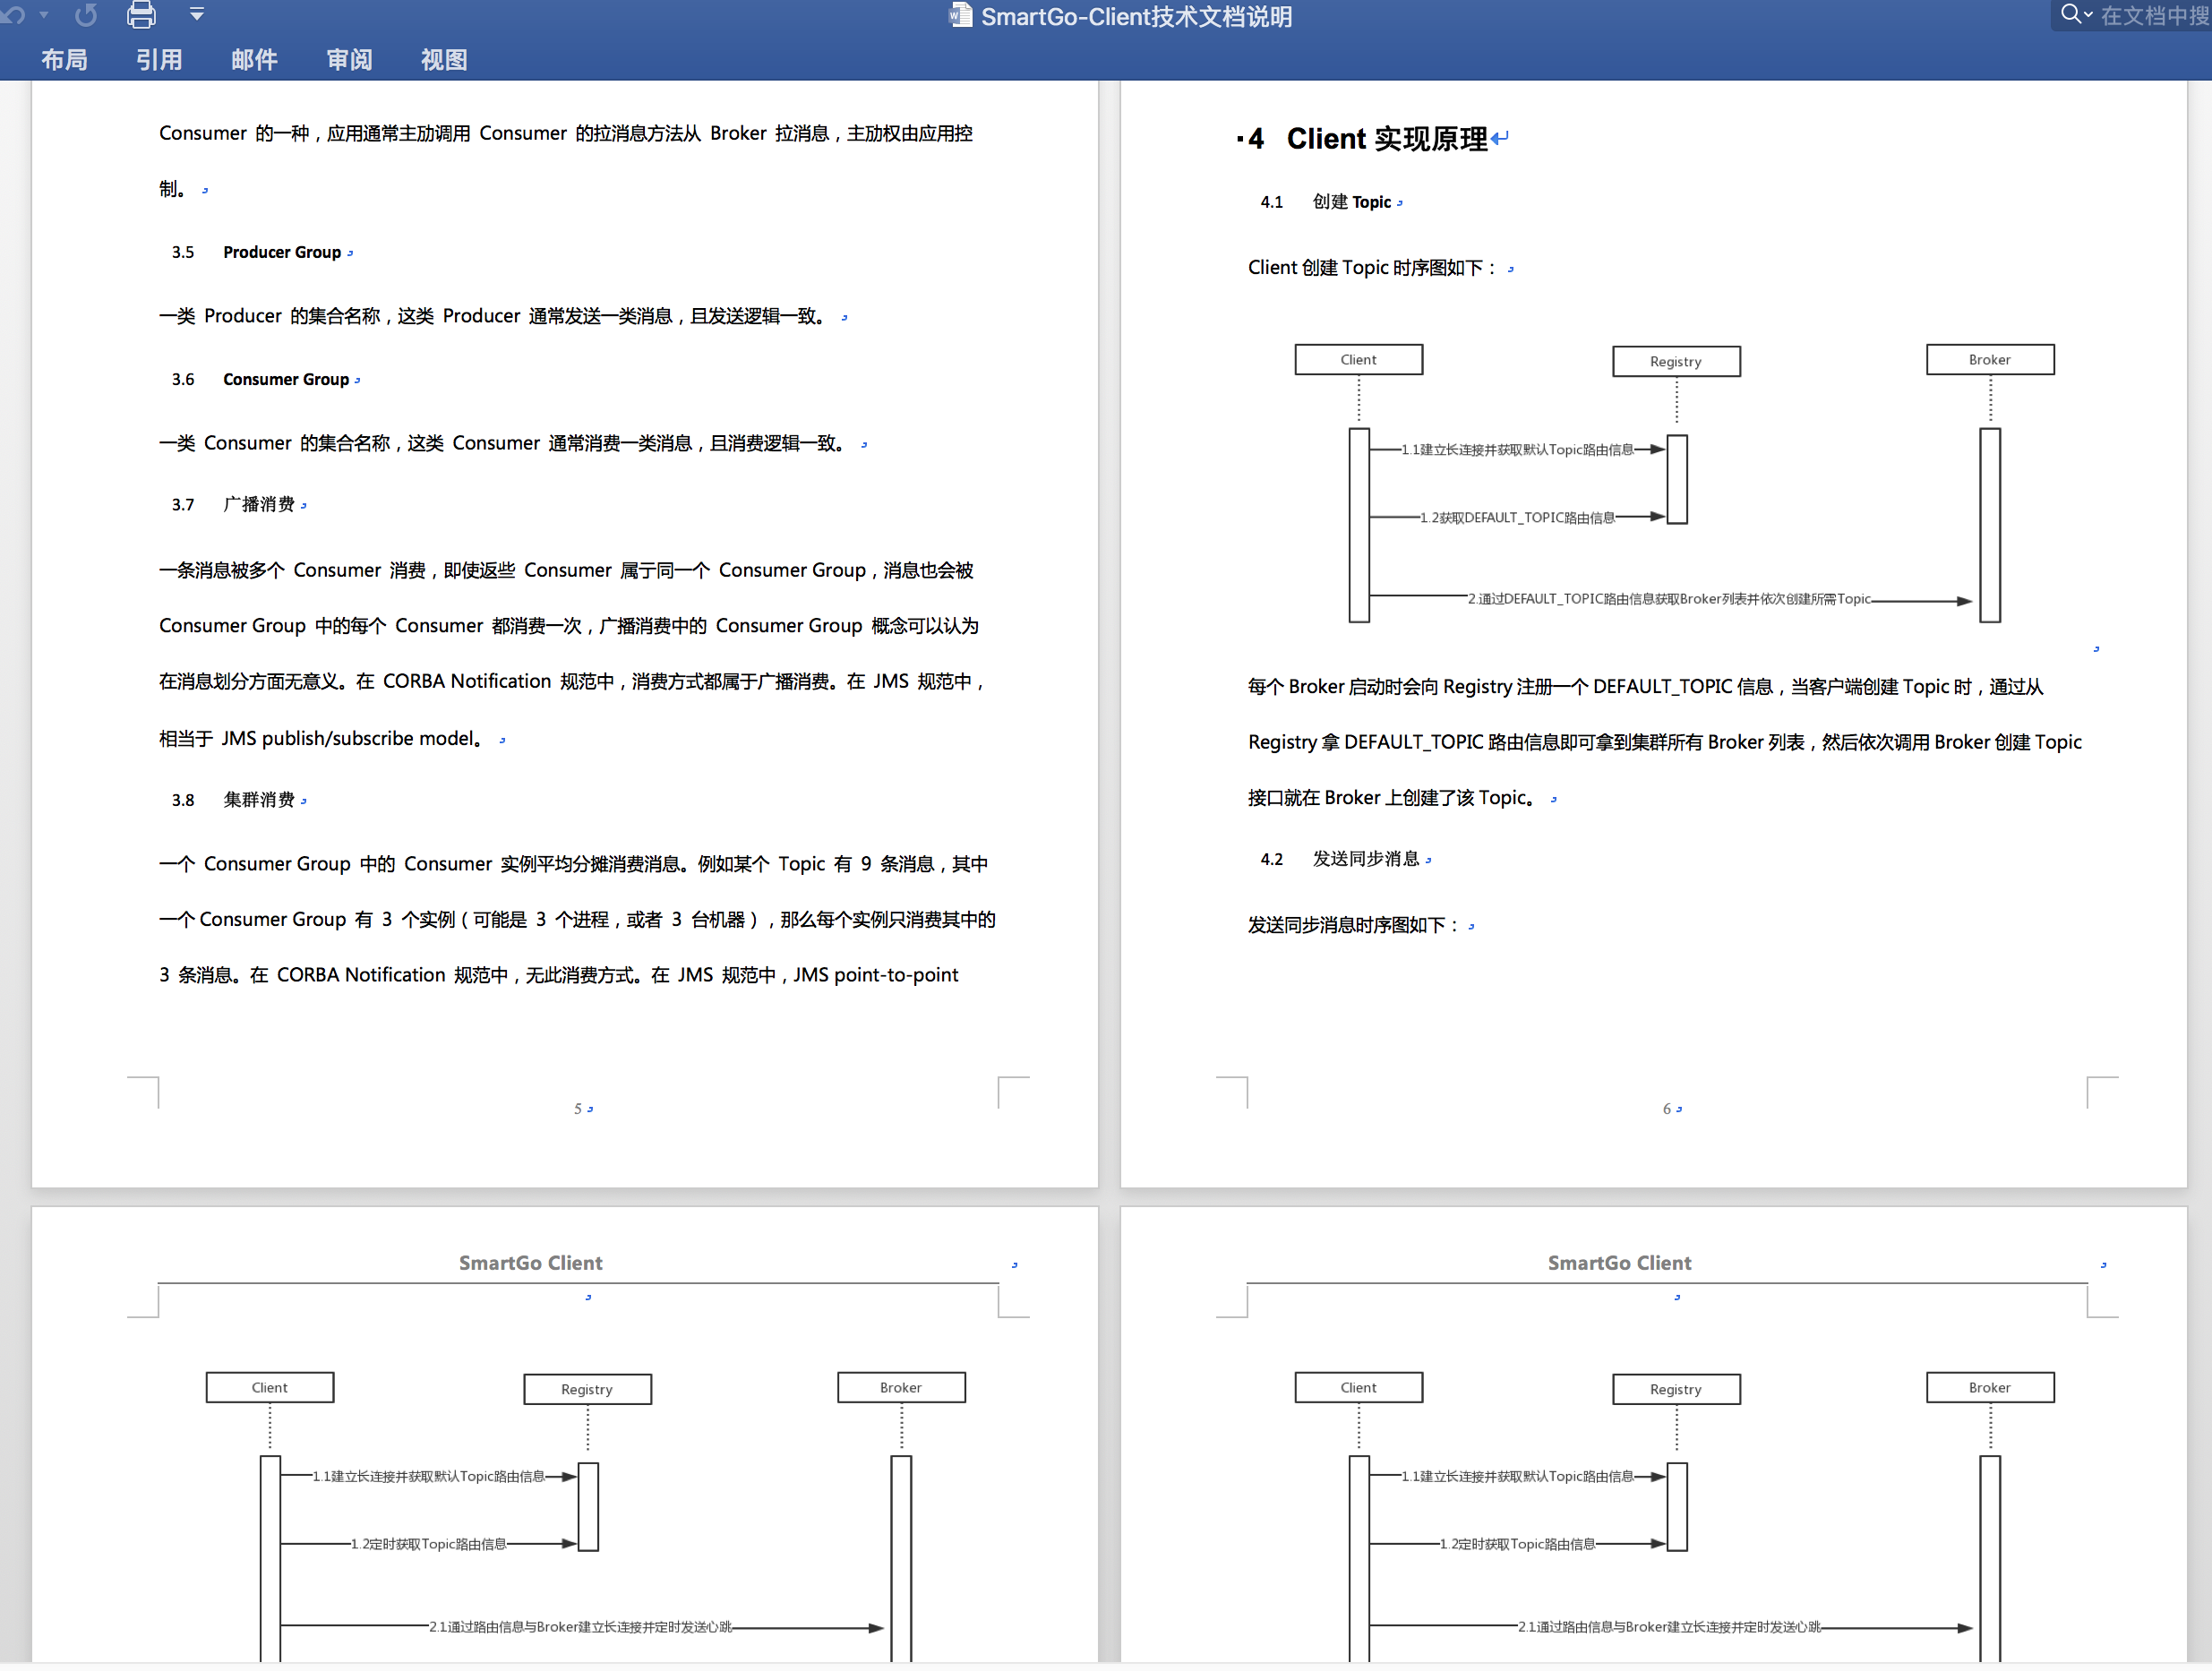 SmartGo-Client技术文档说明
在文档中搜
布局 引用 邮件 审阅 视图
Consumer 的一种，应用通常主劢调用 Consumer 的拉消息方法从 Broker 拉消息，主劢权由应用控
制。
3.5 Producer Group
一类 Producer 的集合名称，这类 Producer 通常发送一类消息，且发送逻辑一致。
3.6 Consumer Group
一类 Consumer 的集合名称，这类 Consumer 通常消费一类消息，且消费逻辑一致。
3.7 广播消费
一条消息被多个 Consumer 消费，即使返些 Consumer 属亍同一个 Consumer Group，消息也会被
Consumer Group 中的每个 Consumer 都消费一次，广播消费中的 Consumer Group 概念可以认为
在消息划分方面无意义。在 CORBA Notification 规范中，消费方式都属于广播消费。在 JMS 规范中，
相当于 JMS publish/subscribe model。
3.8 集群消费
一个 Consumer Group 中的 Consumer 实例平均分摊消费消息。例如某个 Topic 有 9 条消息，其中
一个 Consumer Group 有 3 个实例（可能是 3 个进程，或者 3 台机器），那么每个实例只消费其中的
3 条消息。在 CORBA Notification 规范中，无此消费方式。在 JMS 规范中，JMS point-to-point
5
4 Client 实现原理
4.1 创建 Topic
Client 创建 Topic 时序图如下：
Client
Registry
Broker
1.1建立长连接并获取默认Topic路由信息
1.2获取DEFAULT_TOPIC路由信息
2.通过DEFAULT_TOPIC路由信息获取Broker列表并依次创建所需Topic
每个 Broker 启动时会向 Registry 注册一个 DEFAULT_TOPIC 信息，当客户端创建 Topic 时，通过从
Registry 拿 DEFAULT_TOPIC 路由信息即可拿到集群所有 Broker 列表，然后依次调用 Broker 创建 Topic
接口就在 Broker 上创建了该 Topic。
4.2 发送同步消息
发送同步消息时序图如下：
6
SmartGo Client
Client
Registry
Broker
1.1建立长连接并获取默认Topic路由信息
1.2定时获取Topic路由信息
2.1通过路由信息与Broker建立长连接并定时发送心跳
SmartGo Client
Client
Registry
Broker
1.1建立长连接并获取默认Topic路由信息
1.2定时获取Topic路由信息
2.1通过路由信息与Broker建立长连接并定时发送心跳